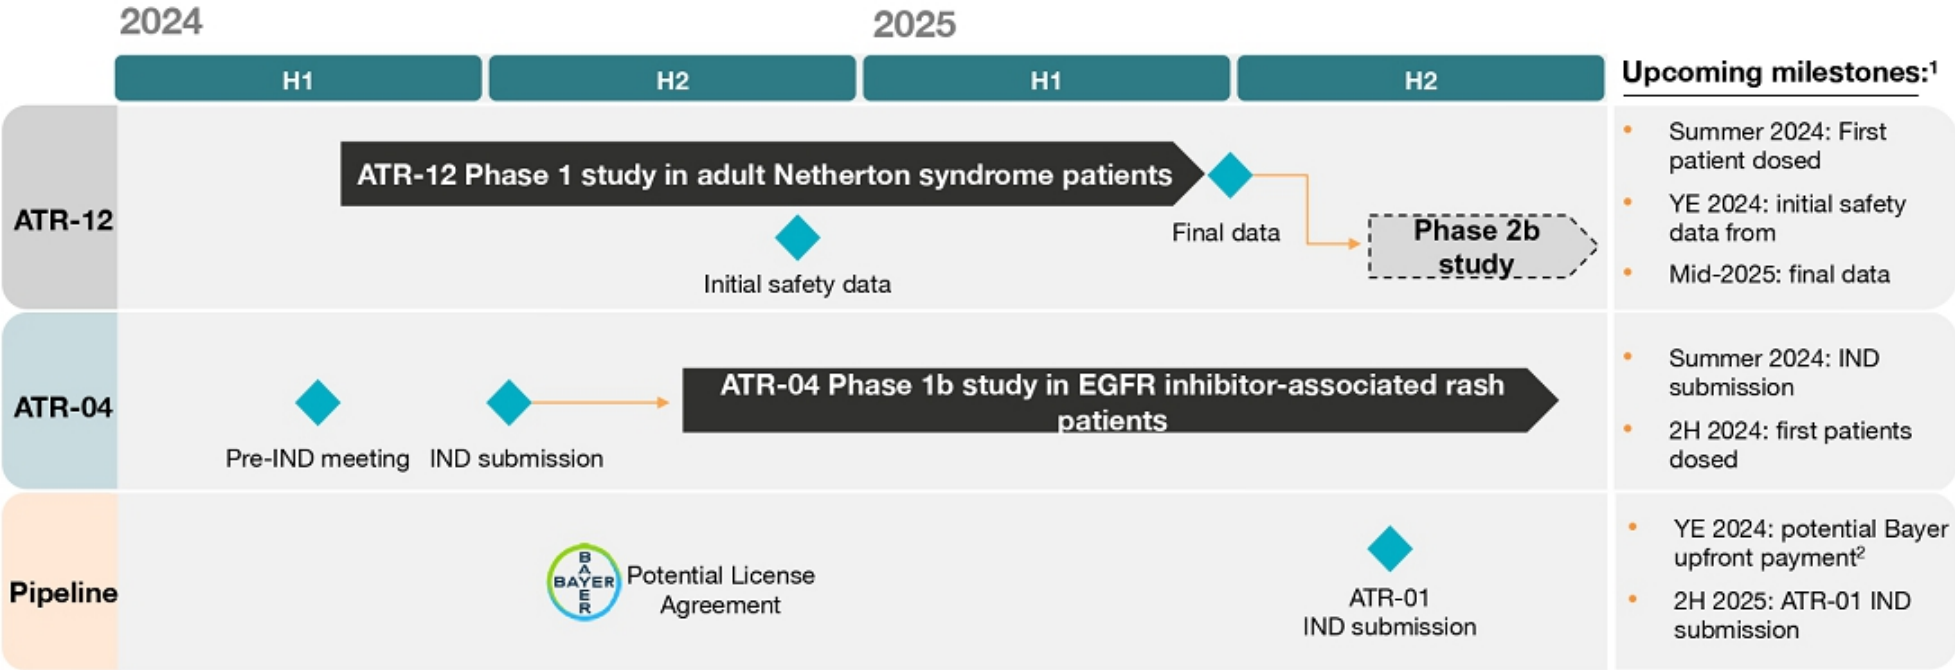 2024
2025
H1
H2
H1
H2
Upcoming milestones:¹
ATR-12
ATR-12 Phase 1 study in adult Netherton syndrome patients
Initial safety data
Final data
Phase 2b
study
Summer 2024: First
patient dosed
YE 2024: initial safety
data from
Mid-2025: final data
ATR-04
Pre-IND meeting
IND submission
ATR-04 Phase 1b study in EGFR inhibitor-associated rash
patients
Summer 2024: IND
submission
2H 2024: first patients
dosed
Pipeline
BAYER
BAYER
Potential License
Agreement
ATR-01
IND submission
YE 2024: potential Bayer
upfront payment²
2H 2025: ATR-01 IND
submission